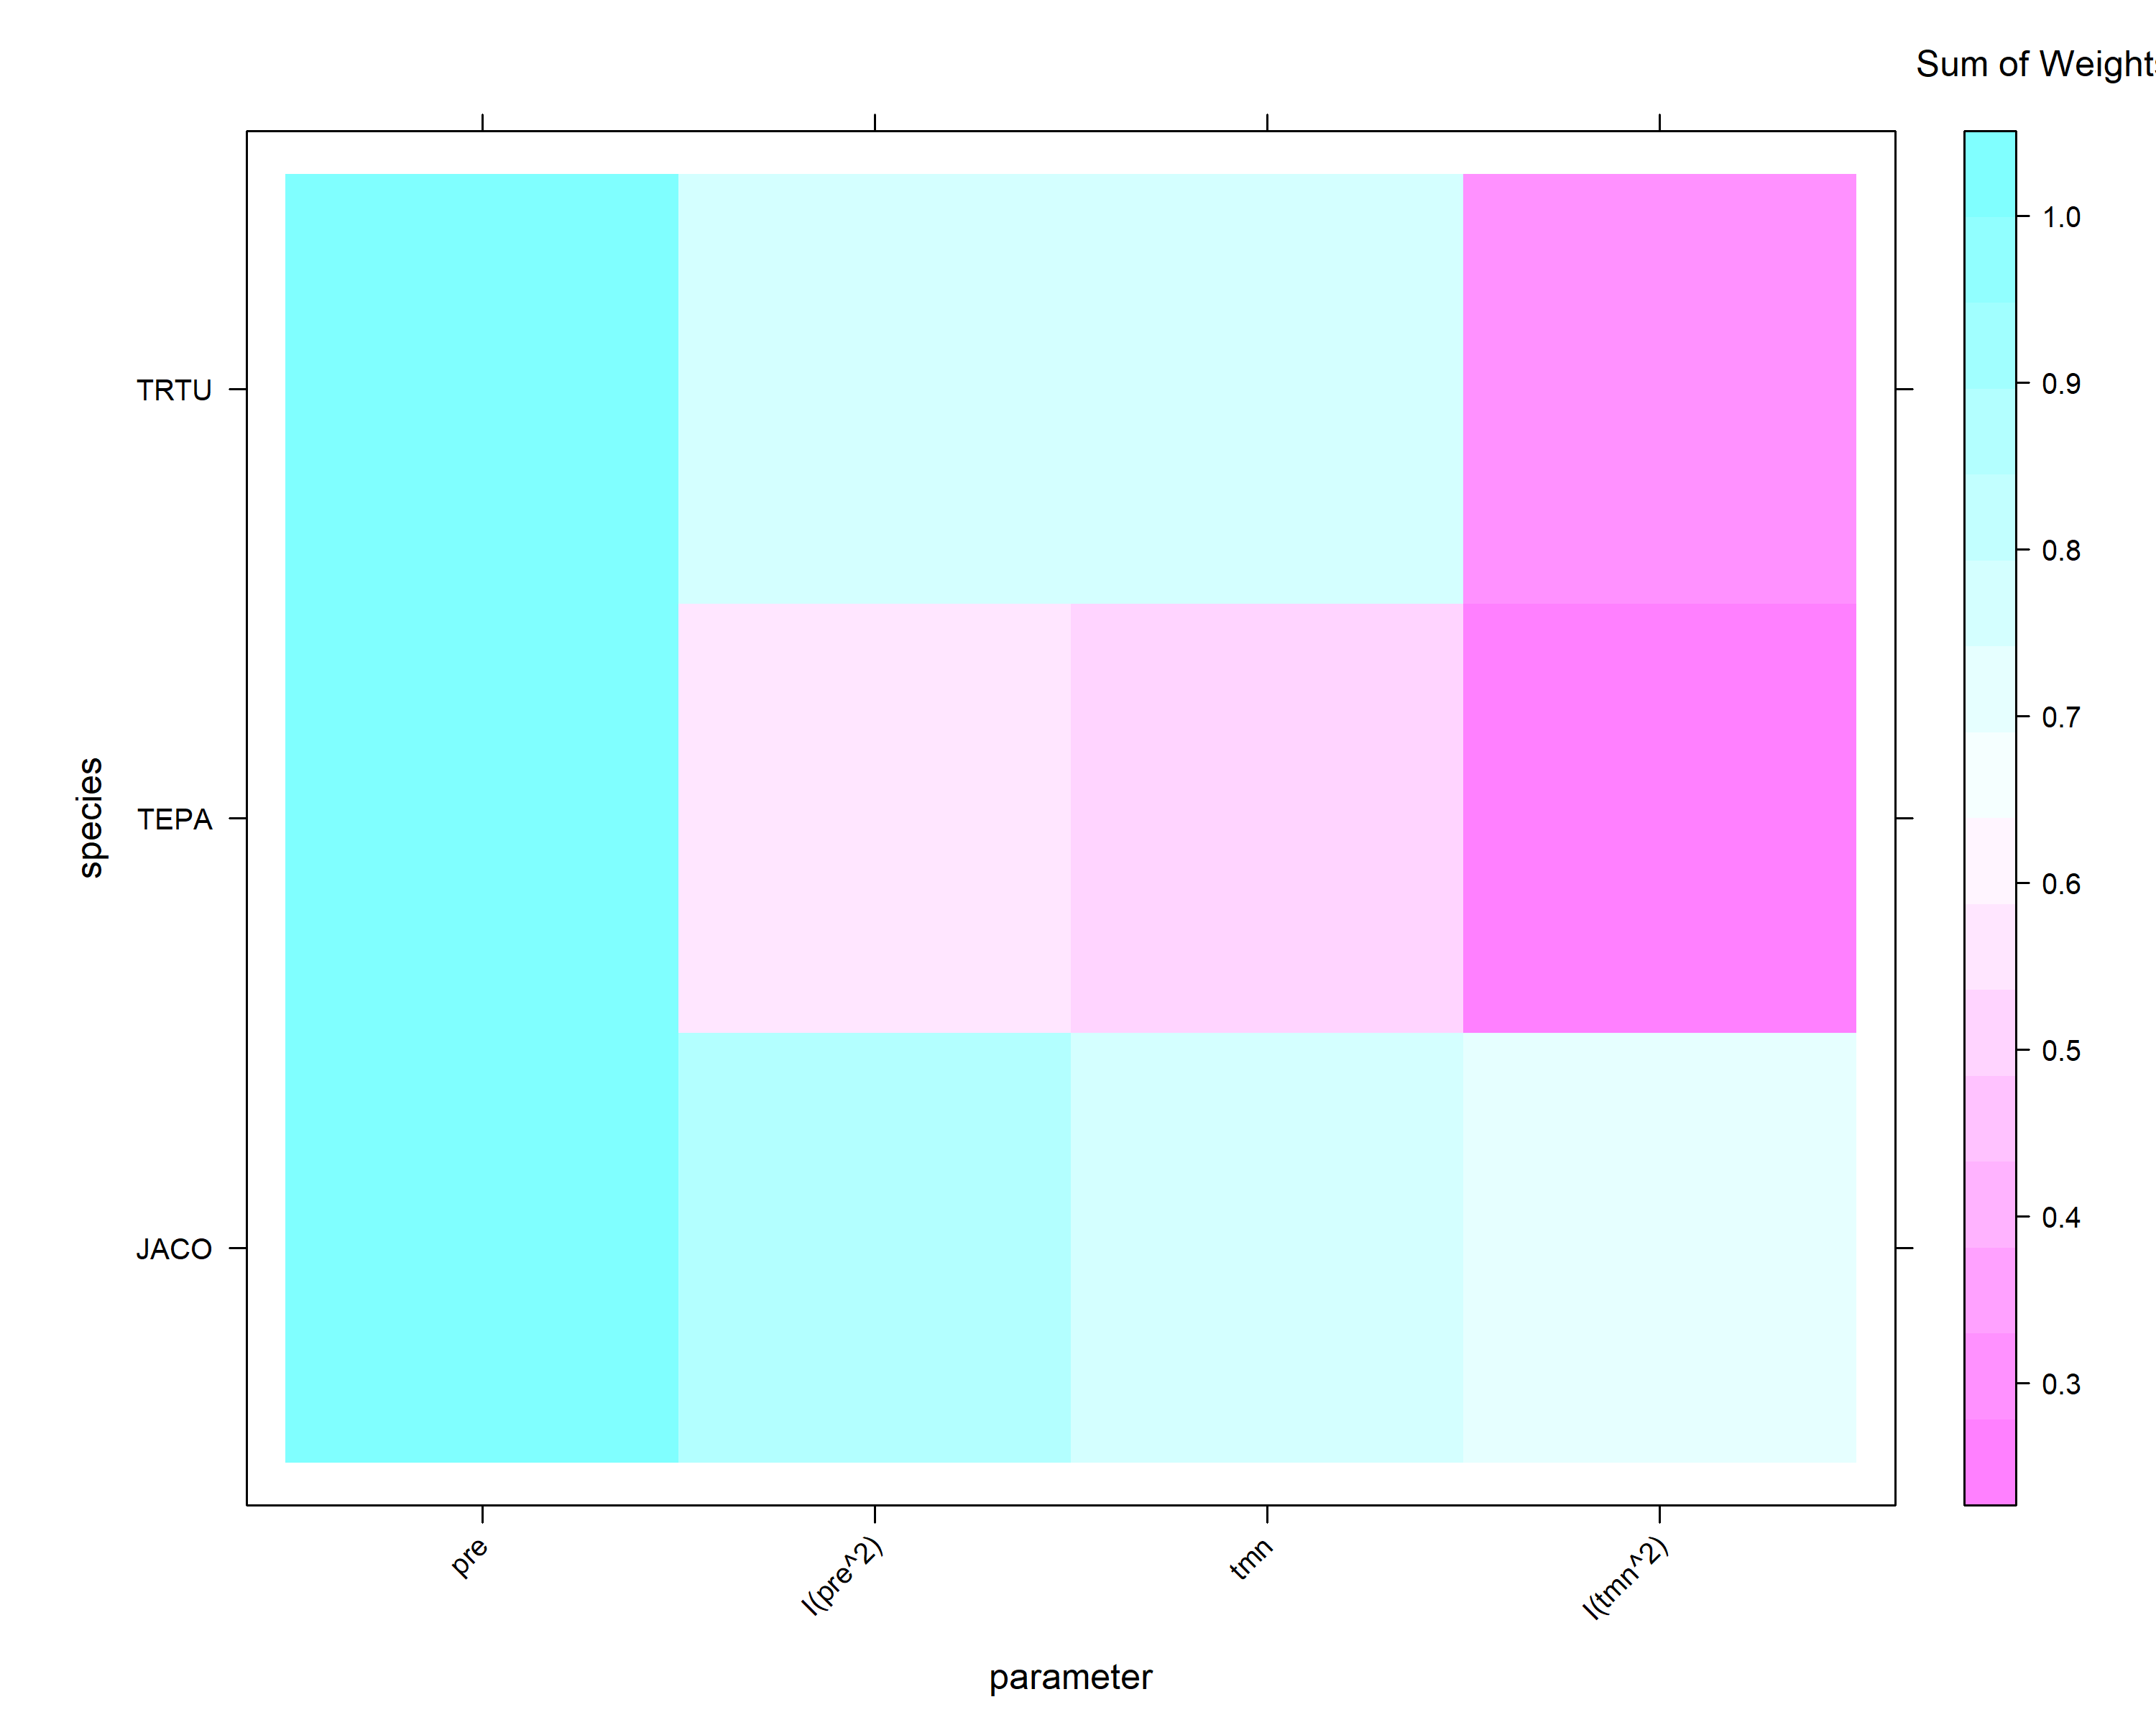 Sum of Weights
TRTU
TEPA
JACO
species
pre
I(pre^2)
tmn
I(tmn^2)
parameter
1.0
0.9
0.8
0.7
0.6
0.5
0.4
0.3